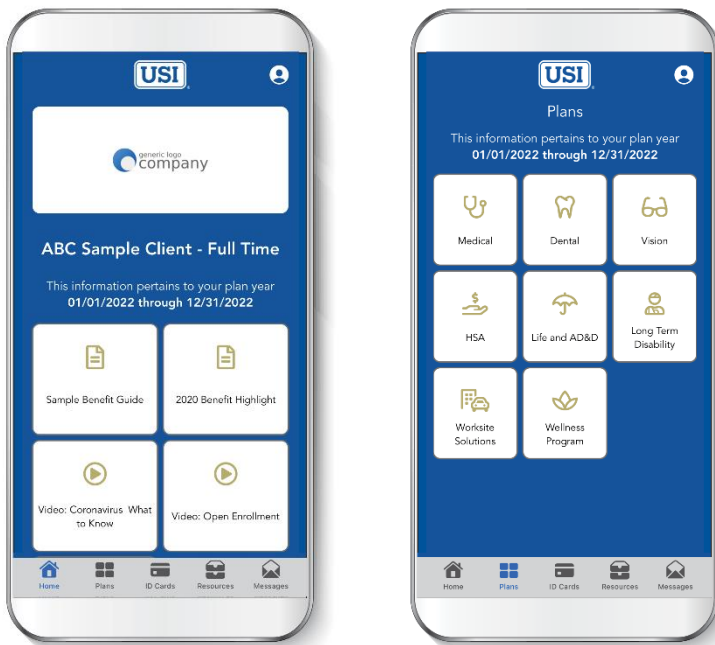 USI
generic logo
company
ABC Sample Client - Full Time
This information pertains to your plan year
01/01/2022 through 12/31/2022
Sample Benefit Guide
2020 Benefit Highlight
Video: Coronavirus What
to Know
Video: Open Enrollment
Home
Plans
ID Cards
Resources
Messages
USI
Plans
This information pertains to your plan year
01/01/2022 through 12/31/2022
Medical
Dental
Vision
$
HSA
Life and AD&D
Long Term
Disability
Worksite
Solutions
Wellness
Program
Home
Plans
ID Cards
Resources
Messages